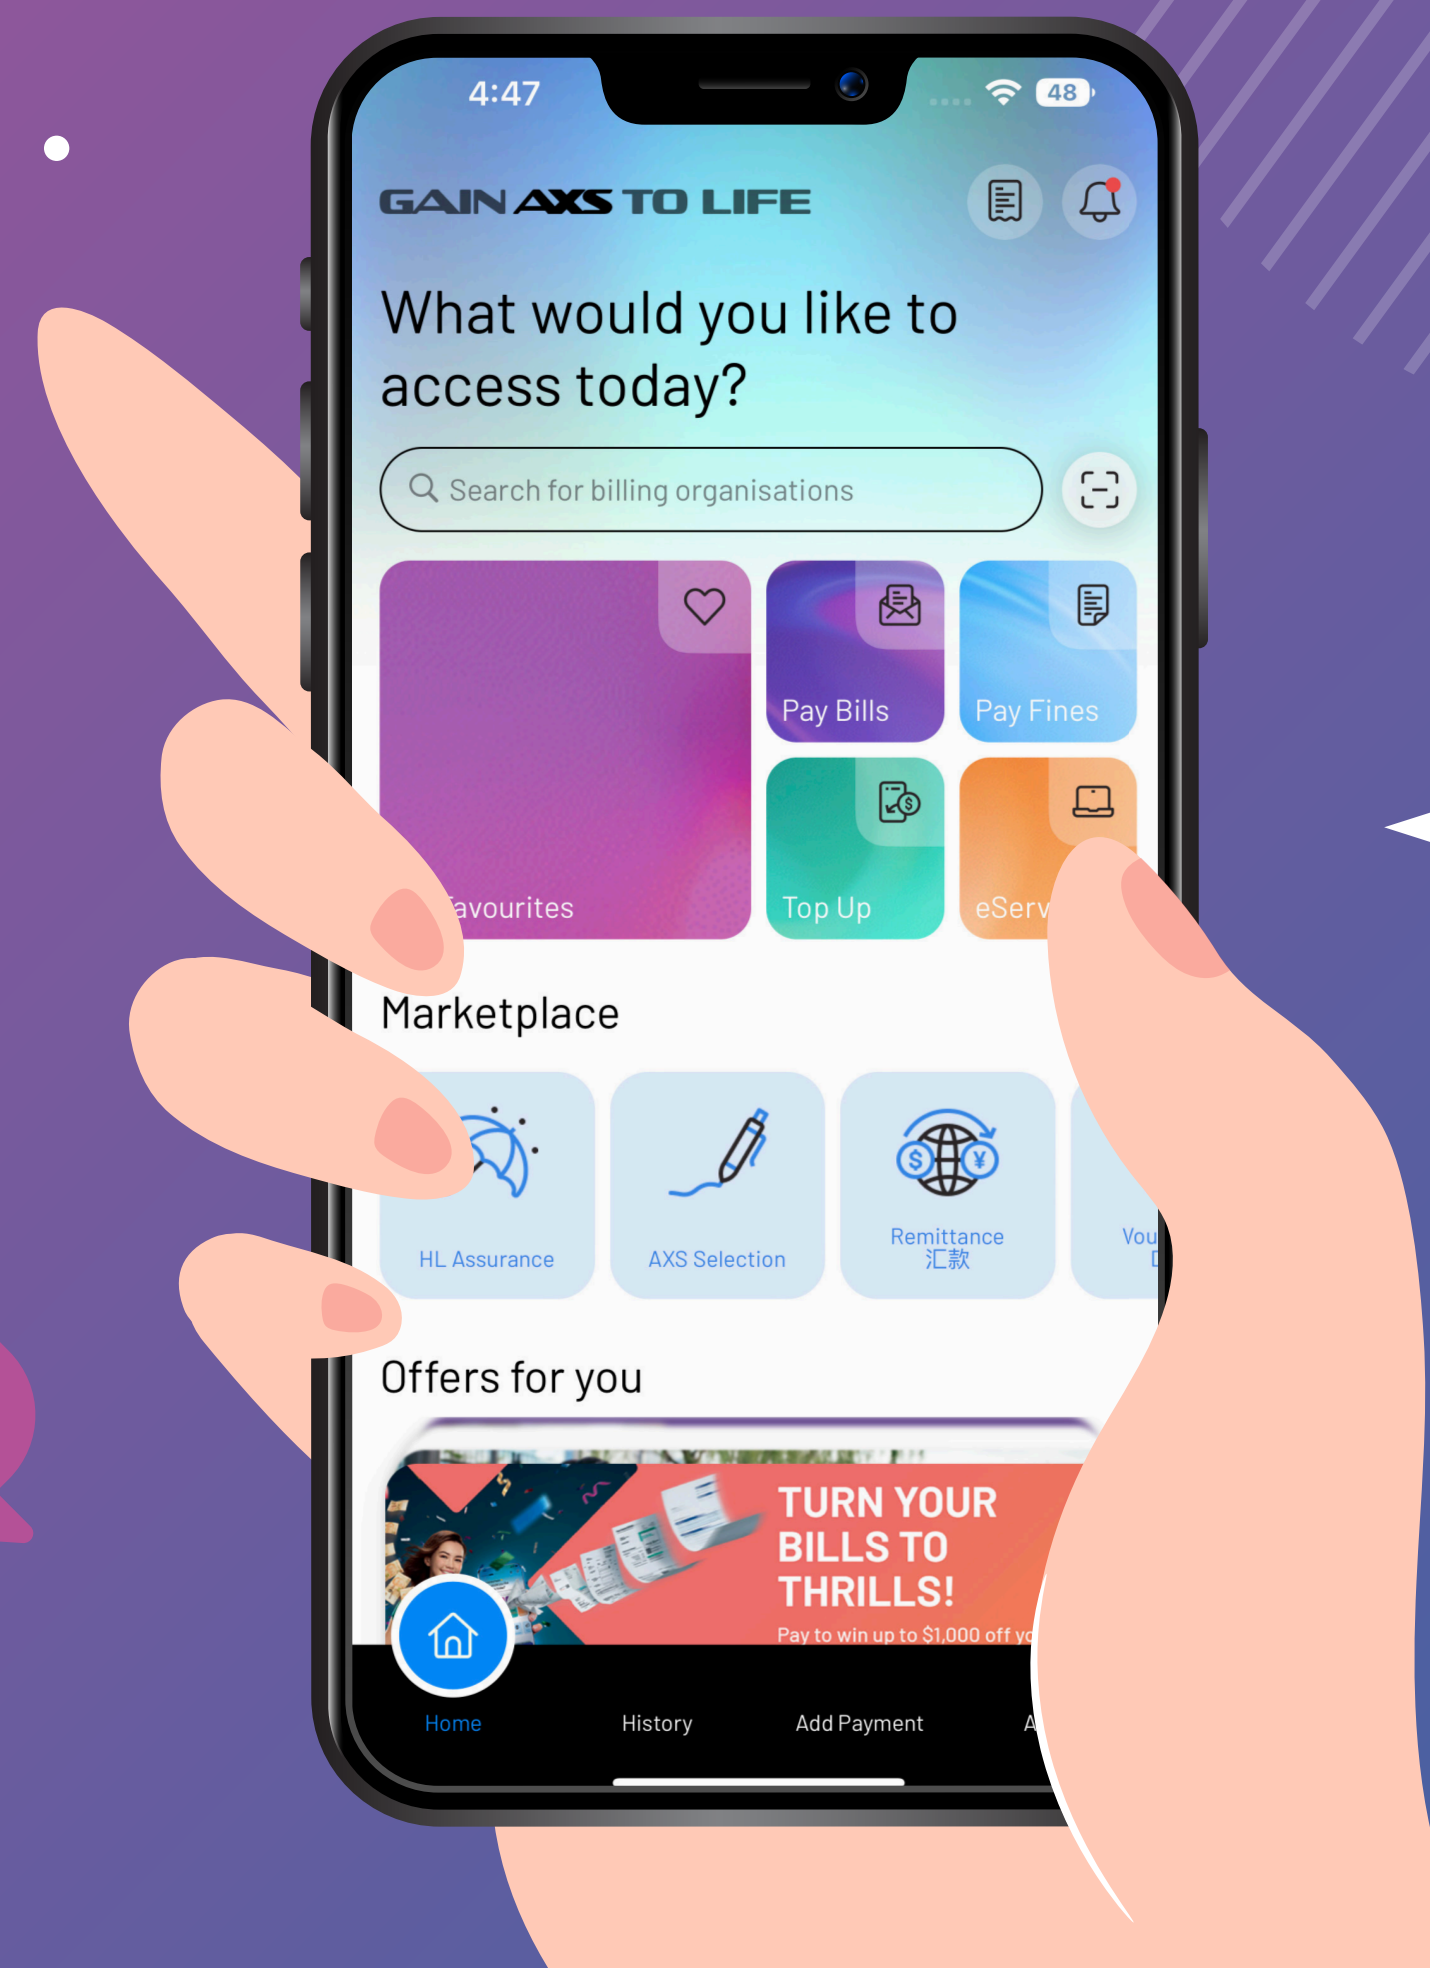 4:47
48
GAIN AXS TO LIFE
What would you like to
access today?
Search for billing organisations
Pay Bills
Pay Fines
avourites
Top Up
eServ
Marketplace
HL Assurance
AXS Selection
Remittance
汇款
Vou
Offers for you
TURN YOUR
BILLS TO
THRILLS!
Pay to win up to $1,000 off yo
Home
History
Add Payment
A